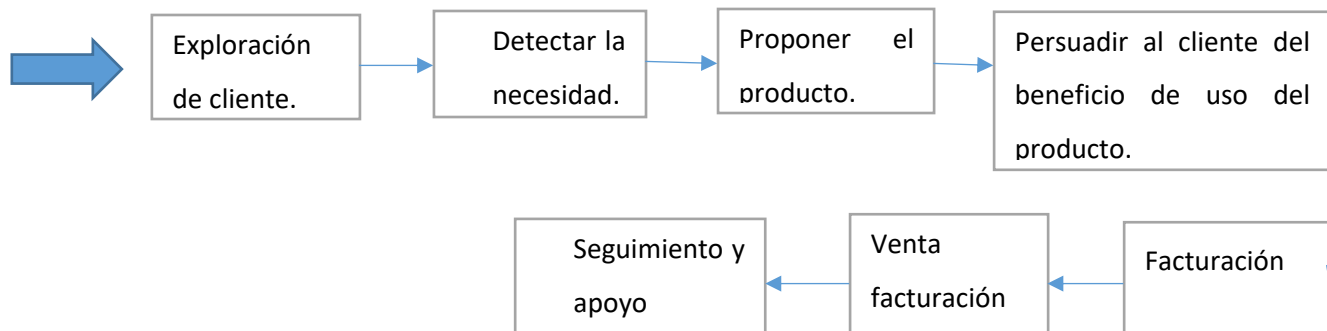 Exploración
de cliente.
Detectar la
necesidad.
Proponer el
producto.
Persuadir al cliente del
beneficio de uso del
producto.
Seguimiento y
apoyo
Venta
facturación
Facturación